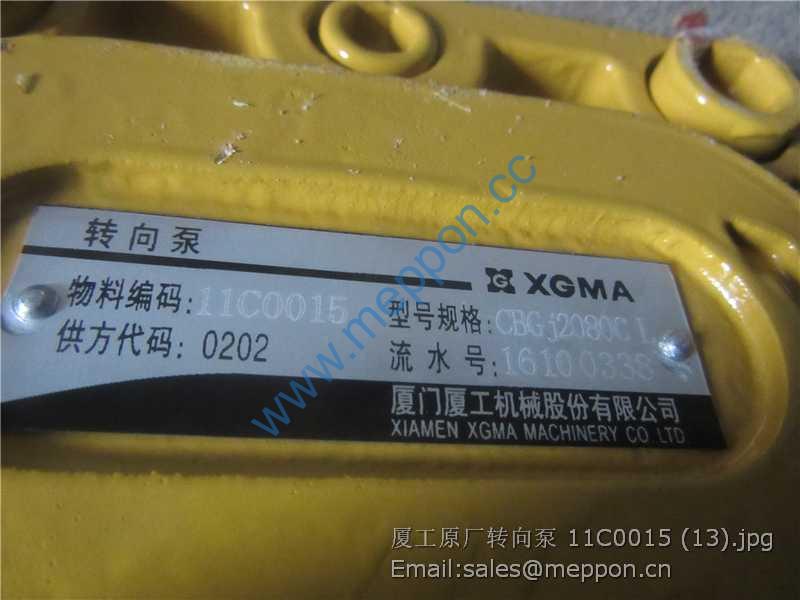 转向泵
G XGMA
物料编码: 11C0015
型号规格: CBGj2080C L
供方代码: 0202
流水号: 16100338
厦门厦工机械股份有限公司
XIAMEN XGMA MACHINERY CO LTD
www.meppon.cc
厦工原厂转向泵 11C0015 (13).jpg
Email:sales@meppon.cn